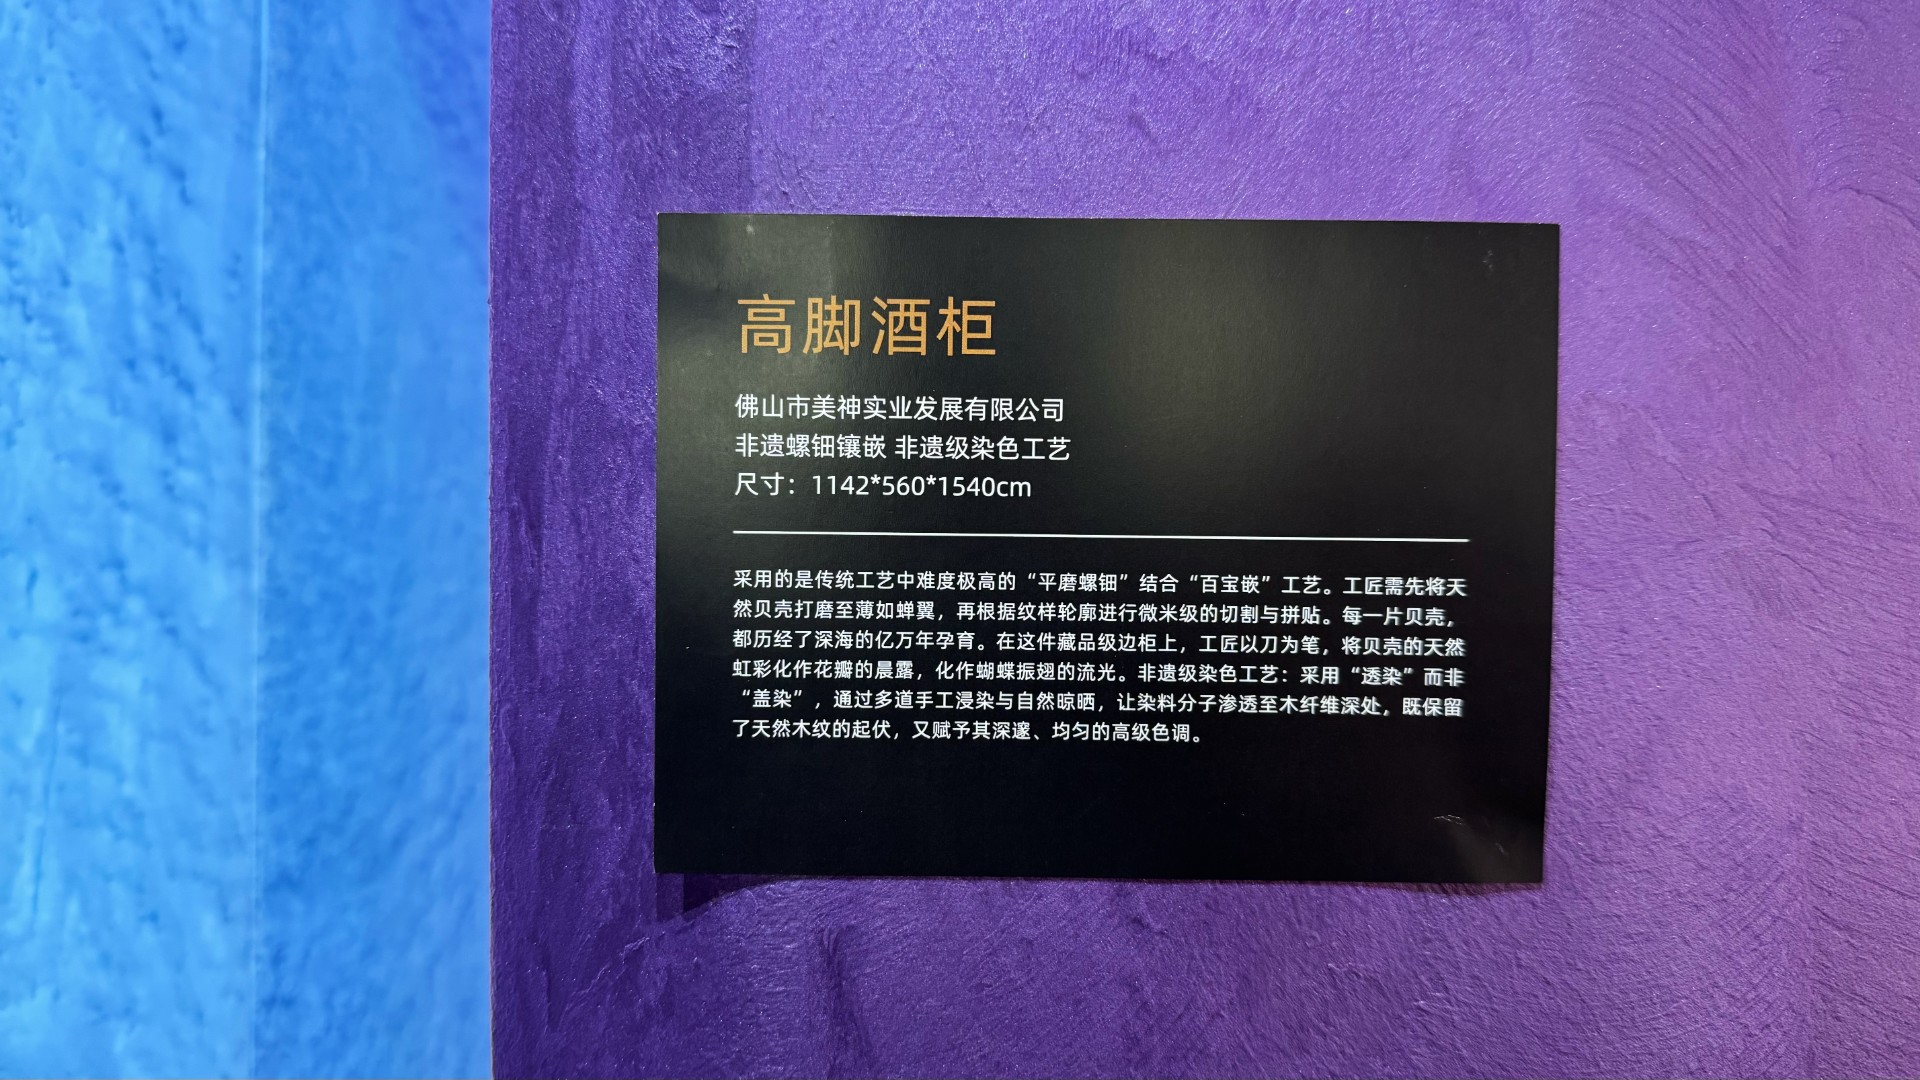 高脚酒柜
佛山市美神实业发展有限公司
非遗螺钿镶嵌 非遗级染色工艺
尺寸：1142*560*1540cm
采用的是传统工艺中难度极高的“平磨螺钿”结合“百宝嵌”工艺。工匠需先将天
然贝壳打磨至薄如蝉翼，再根据纹样轮廓进行微米级的切割与拼贴。每一片贝壳，
都历经了深海的亿万年孕育。在这件藏品级边柜上，工匠以刀为笔，将贝壳的天然
虹彩化作花瓣的晨露，化作蝴蝶振翅的流光。非遗级染色工艺：采用“透染”而非
“盖染”，通过多道手工浸染与自然晾晒，让染料分子渗透至木纤维深处，既保留
了天然木纹的起伏，又赋予其深邃、均匀的高级色调。